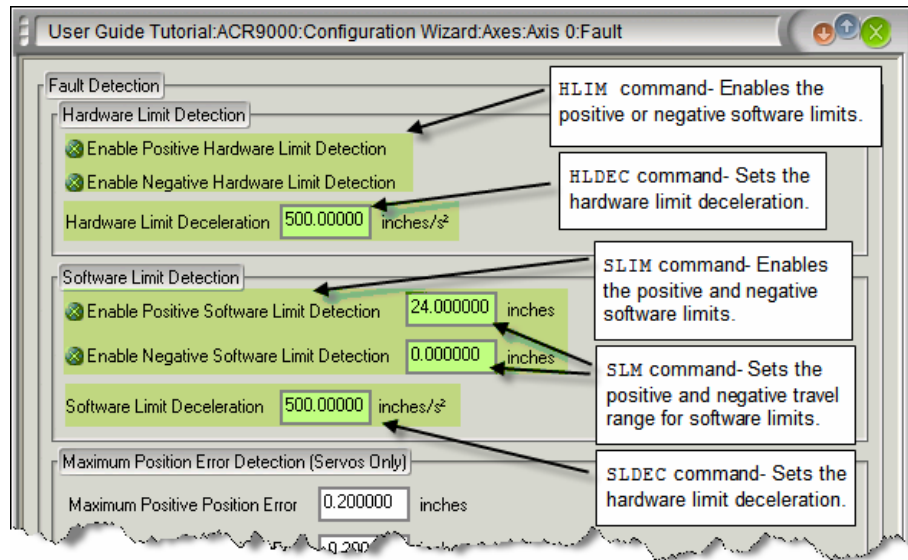 User Guide Tutorial:ACR9000:Configuration Wizard:Axes:Axis 0:Fault
Fault Detection
Hardware Limit Detection
Enable Positive Hardware Limit Detection
Enable Negative Hardware Limit Detection
Hardware Limit Deceleration 500.00000 inches/s²
HLIM command- Enables the
positive or negative software limits.
HLDEC command- Sets the
hardware limit deceleration.
Software Limit Detection
Enable Positive Software Limit Detection 24.000000 inches
Enable Negative Software Limit Detection 0.000000 inches
Software Limit Deceleration 500.00000 inches/s²
SLIM command- Enables
the positive and negative
software limits.
SLM command- Sets the
positive and negative travel
range for software limits.
SLDEC command- Sets the
hardware limit deceleration.
Maximum Position Error Detection (Servos Only)
Maximum Positive Position Error 0.200000 inches